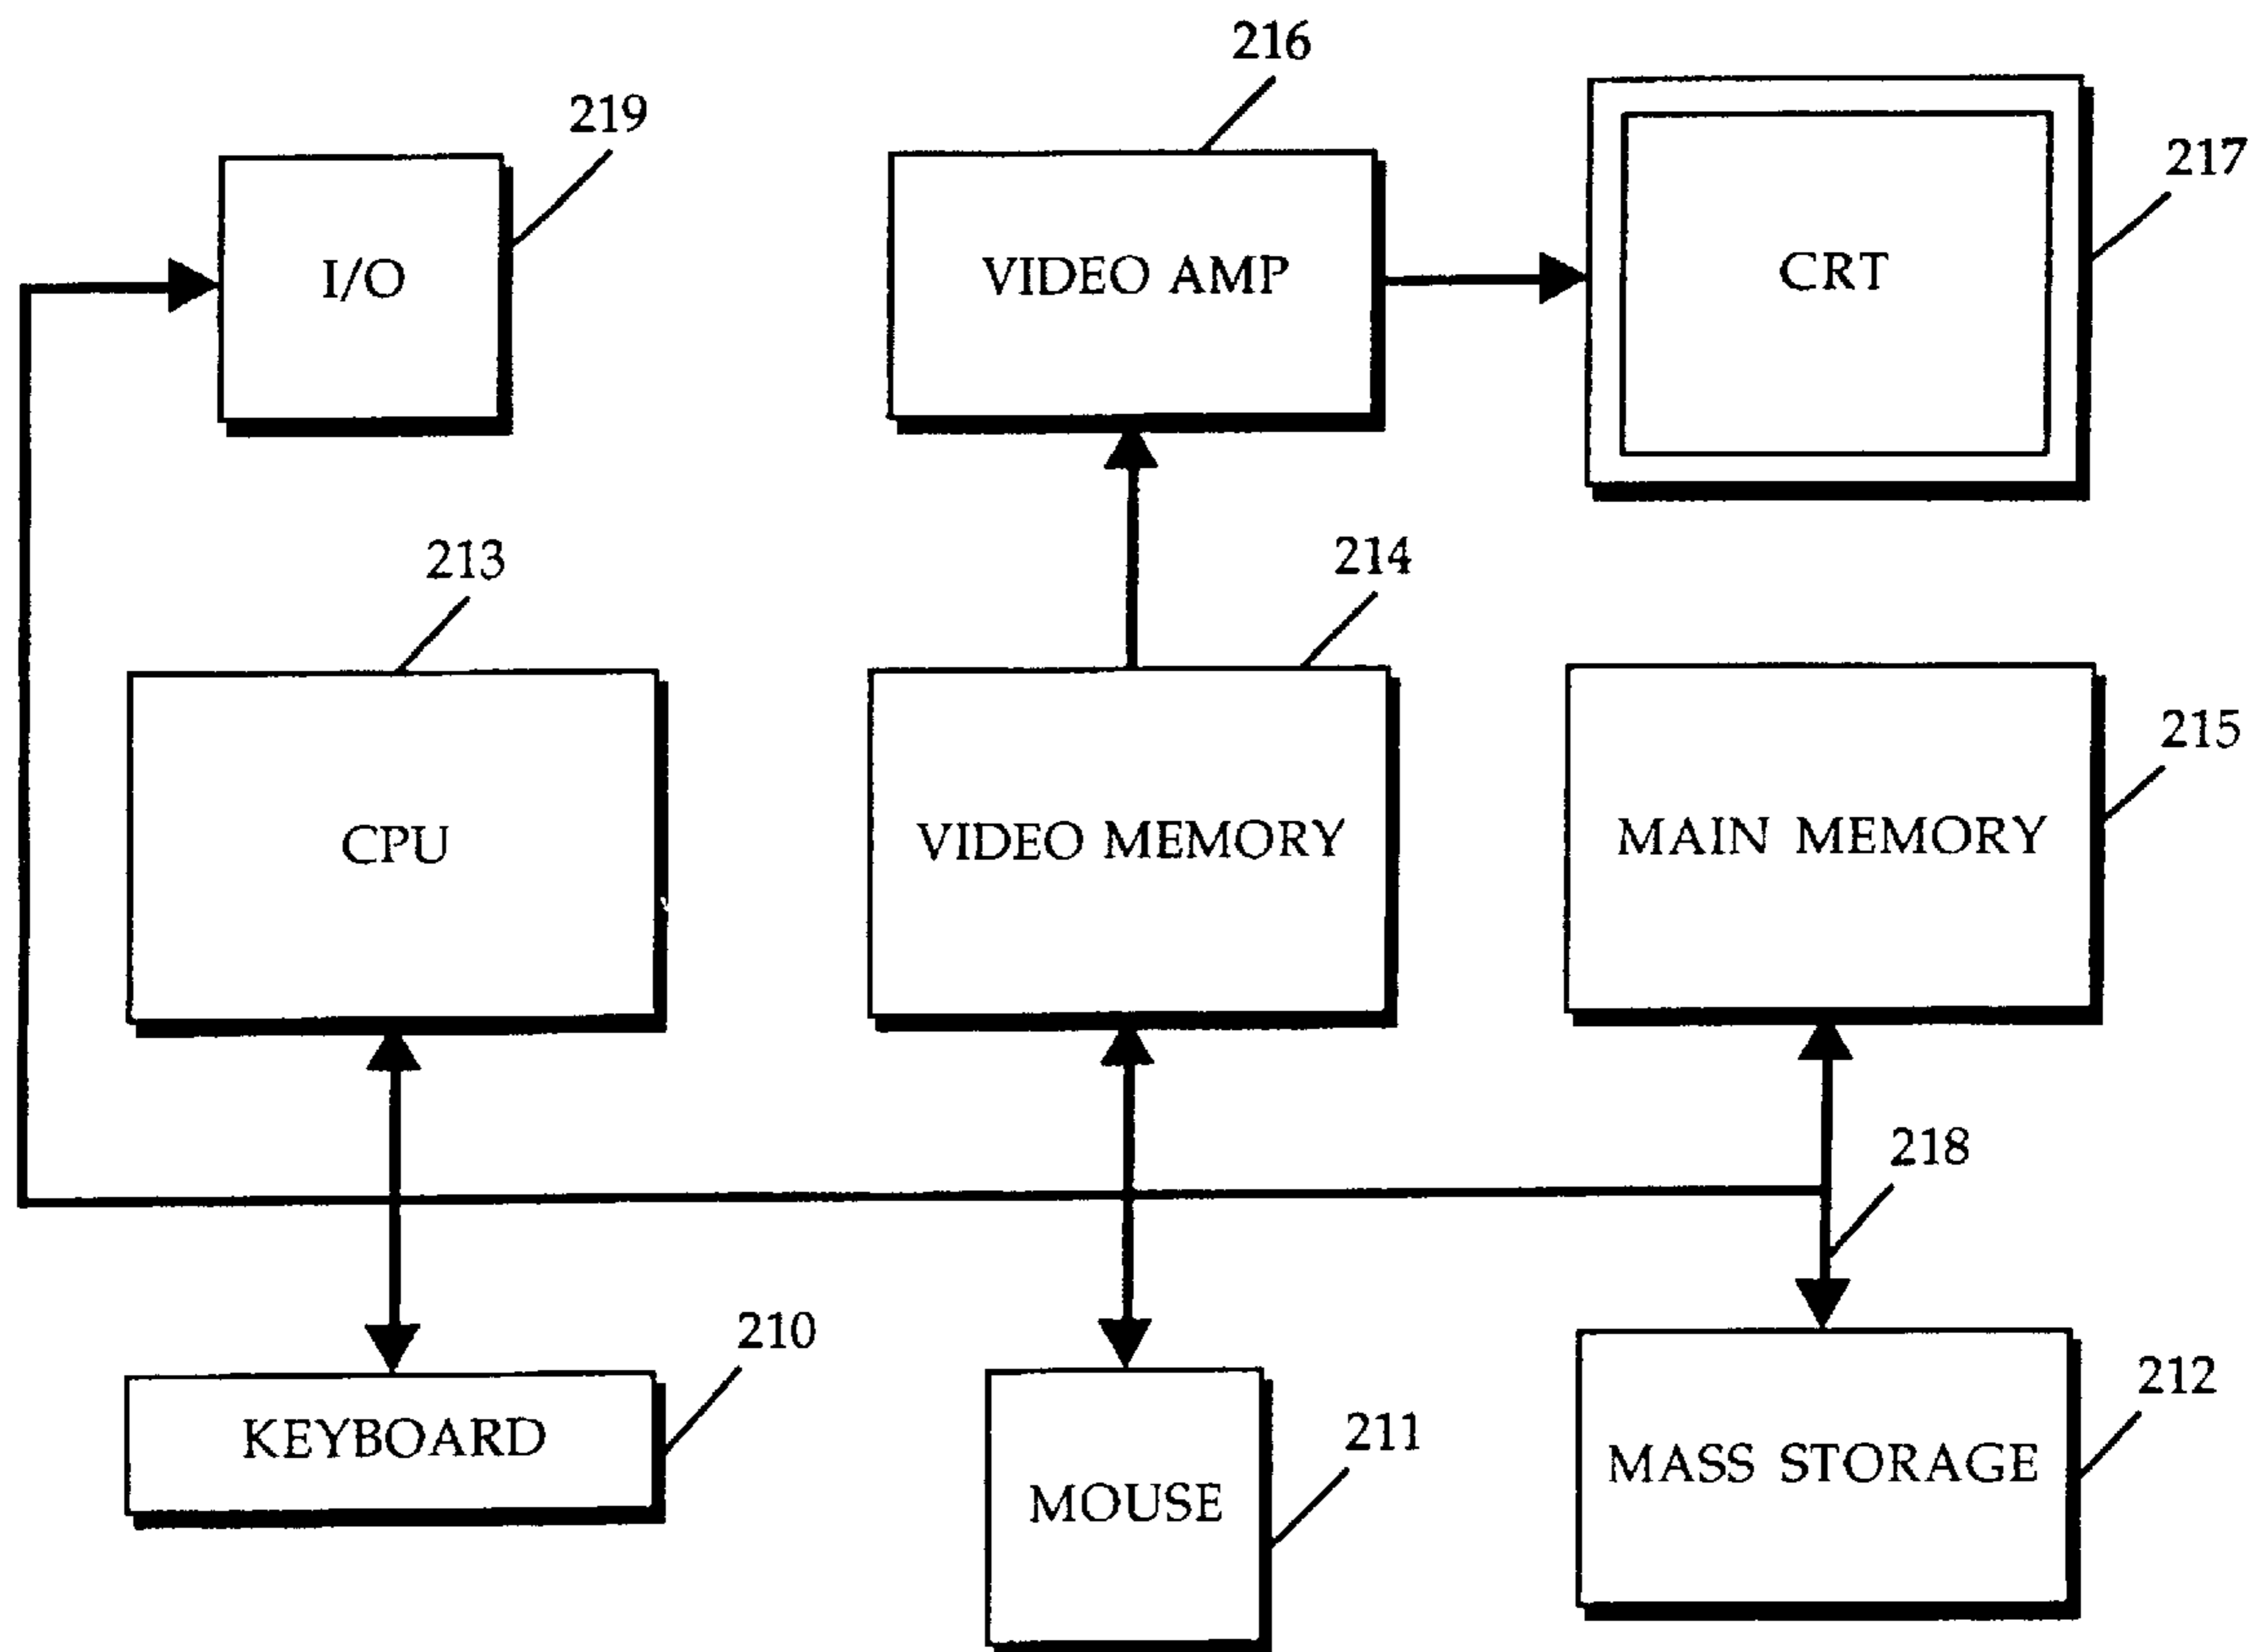 216
219
217
I/O
VIDEO AMP
CRT
213
214
215
CPU
VIDEO MEMORY
MAIN MEMORY
218
210
212
211
KEYBOARD
MOUSE
MASS STORAGE